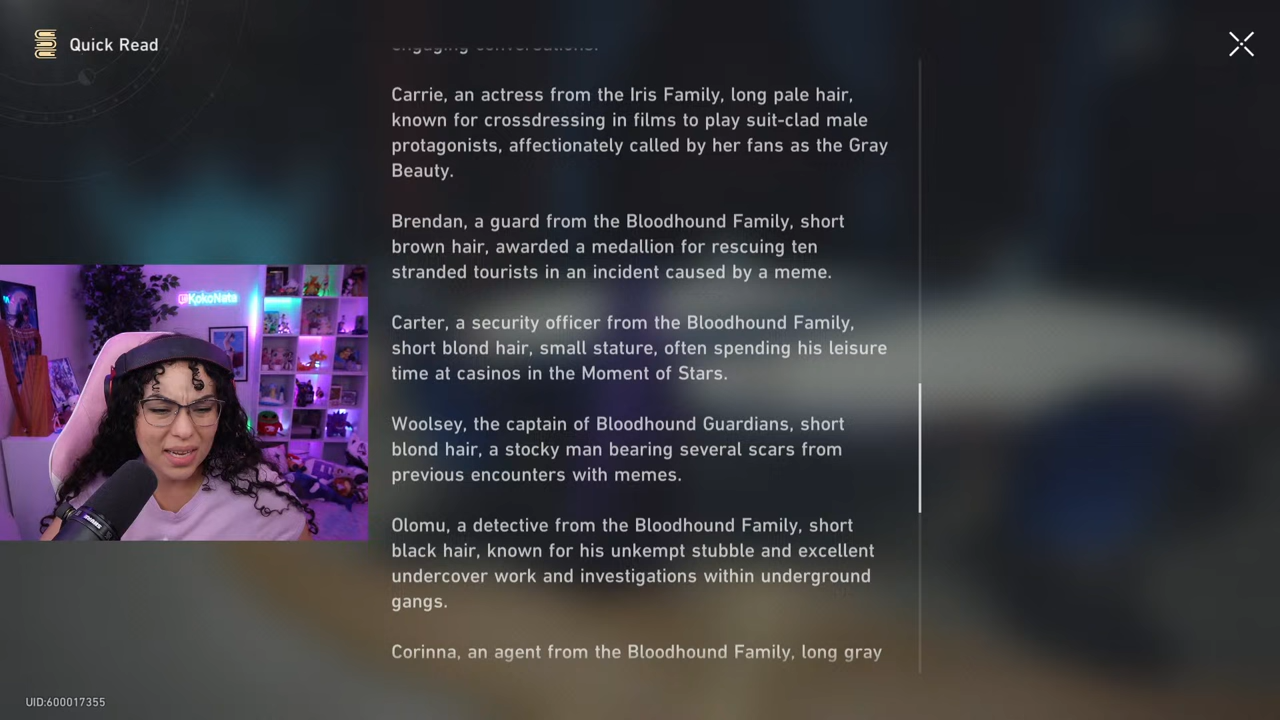 Quick Read
engaging conversations.
Carrie, an actress from the Iris Family, long pale hair,
known for crossdressing in films to play suit-clad male
protagonists, affectionately called by her fans as the Gray
Beauty.
Brendan, a guard from the Bloodhound Family, short
brown hair, awarded a medallion for rescuing ten
stranded tourists in an incident caused by a meme.
Carter, a security officer from the Bloodhound Family,
short blond hair, small stature, often spending his leisure
time at casinos in the Moment of Stars.
Woolsey, the captain of Bloodhound Guardians, short
blond hair, a stocky man bearing several scars from
previous encounters with memes.
Olomu, a detective from the Bloodhound Family, short
black hair, known for his unkempt stubble and excellent
undercover work and investigations within underground
gangs.
Corinna, an agent from the Bloodhound Family, long gray
@KokoNata
UID:600017355